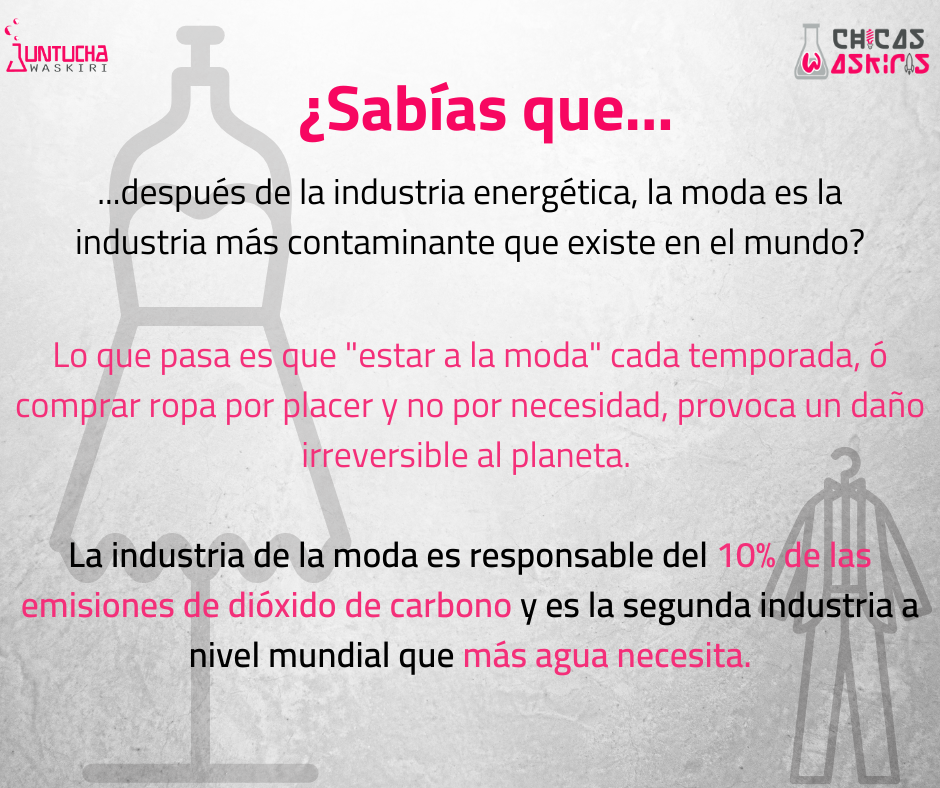 JUNTUCHA
WASKIRI
CHICAS
WASKIRIS
¿Sabías que...
...después de la industria energética, la moda es la
industria más contaminante que existe en el mundo?
Lo que pasa es que "estar a la moda" cada temporada, ó
comprar ropa por placer y no por necesidad, provoca un daño
irreversible al planeta.
La industria de la moda es responsable del 10% de las
emisiones de dióxido de carbono y es la segunda industria a
nivel mundial que más agua necesita.